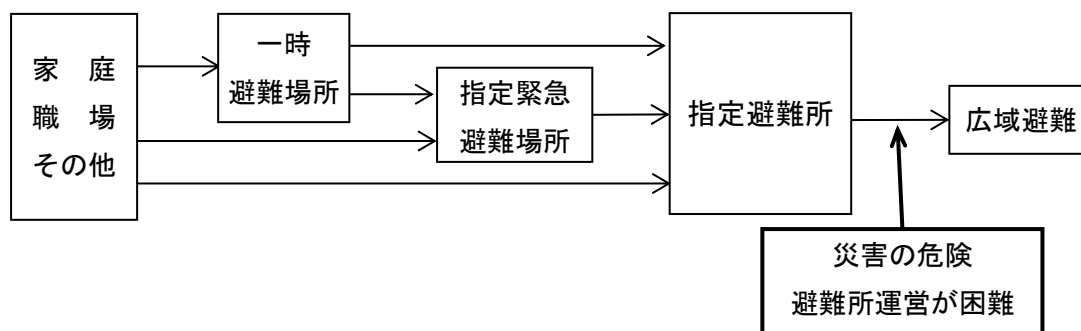 家　庭
職　場
その他
一時
避難場所
指定緊急
避難場所
指定避難所
広域避難
災害の危険
避難所運営が困難